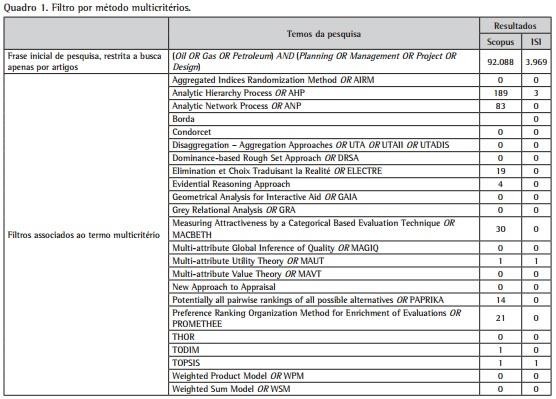 Quadro 1. Filtro por método multicritérios.
Temos da pesquisa
Resultados
Scopus
ISI
Frase inicial de pesquisa, restrita a busca
apenas por artigos
(Oil OR Gas OR Petroleum) AND (Planning OR Management OR Project OR
Design)
92.088 3.969
Filtros associados ao termo multicritério
Aggregated Indices Randomization Method OR AIRM 0 0
Analytic Hierarchy Process OR AHP 189 3
Analytic Network Process OR ANP 83 0
Borda 0
Condorcet 0 0
Disaggregation – Aggregation Approaches OR UTA OR UTAII OR UTADIS 0 0
Dominance-based Rough Set Approach OR DRSA 0 0
Elimination et Choix Traduisant la Realité OR ELECTRE 19 0
Evidential Reasoning Approach 4 0
Geometrical Analysis for Interactive Aid OR GAIA 0 0
Grey Relational Analysis OR GRA 0 0
Measuring Attractiveness by a Categorical Based Evaluation Technique OR
MACBETH
30 0
Multi-attribute Global Inference of Quality OR MAGIQ 0 0
Multi-attribute Utility Theory OR MAUT 1 1
Multi-attribute Value Theory OR MAVT 0 0
New Approach to Appraisal 0 0
Potentially all pairwise rankings of all possible alternatives OR PAPRIKA 14 0
Preference Ranking Organization Method for Enrichment of Evaluations OR
PROMETHEE
21 0
THOR 0 0
TODIM 1 0
TOPSIS 1 1
Weighted Product Model OR WPM 0 0
Weighted Sum Model OR WSM 0 0